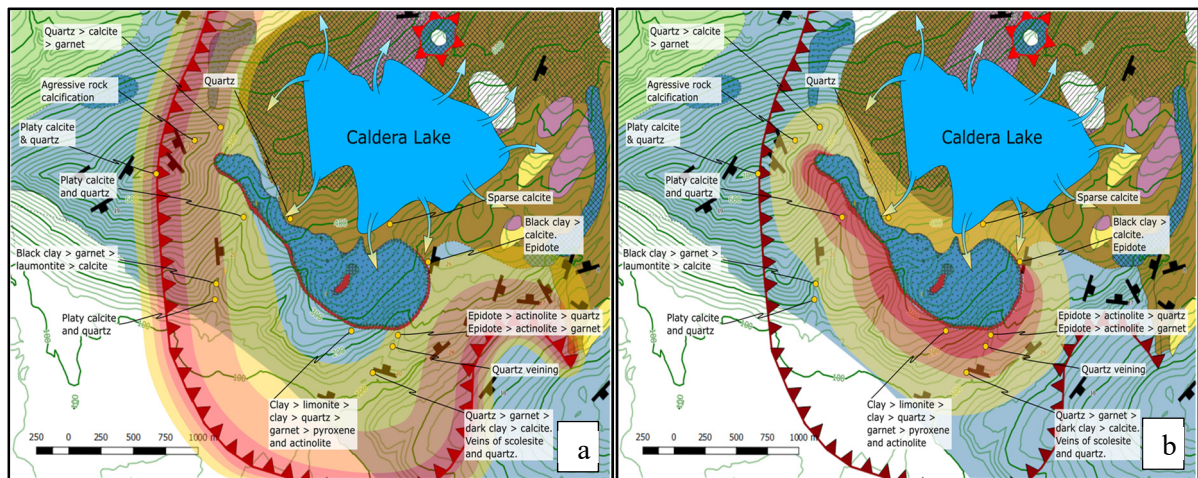 Quartz > calcite
> garnet
Agressive rock
calcification
Platy calcite
& quartz
Platy calcite
and quartz
Black clay > garnet >
laumontite > calcite
Platy calcite
and quartz
Quartz
Caldera Lake
Sparse calcite
Black clay >
calcite.
Epidote
Epidote > actinolite > quartz
Epidote > actinolite > garnet
Quartz veining
Clay > limonite >
clay > quartz >
garnet > pyroxene
and actinolite
Quartz > garnet >
dark clay > calcite.
Veins of scolesite
and quartz.
250 0 250 500 750 1000 m
a
Quartz > calcite
> garnet
Agressive rock
calcification
Platy calcite
& quartz
Platy calcite
and quartz
Black clay > garnet >
laumontite > calcite
Platy calcite
and quartz
Quartz
Caldera Lake
Sparse calcite
Black clay >
calcite.
Epidote
Epidote > actinolite > quartz
Epidote > actinolite > garnet
Quartz veining
Clay > limonite >
clay > quartz >
garnet > pyroxene
and actinolite
Quartz > garnet >
dark clay > calcite.
Veins of scolesite
and quartz.
250 0 250 500 750 1000 m
b